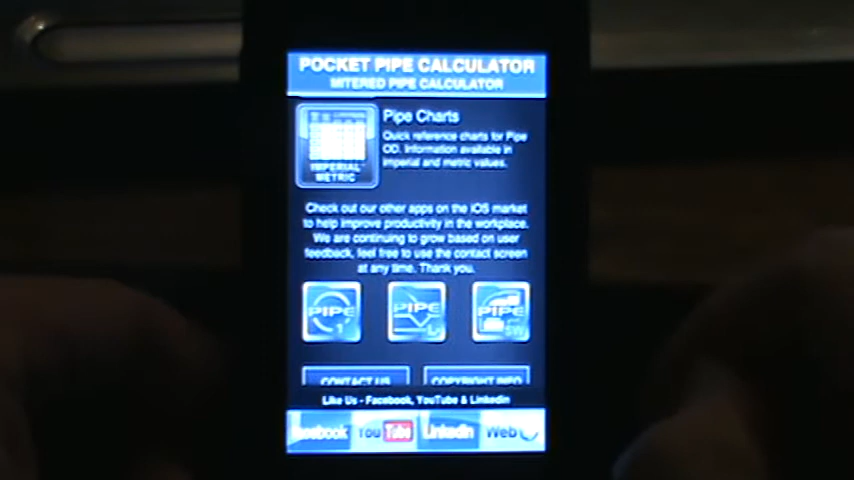 POCKET PIPE CALCULATOR
MITERED PIPE CALCULATOR
Pipe Charts
Quick reference charts for Pipe
OD. Information available in
imperial and metric values.
IMPERIAL
METRIC
Check out our other apps on the iOS market
to help improve productivity in the workplace.
We are continuing to grow based on user
feedback, feel free to use the contact screen
at any time. Thank you.
PIPE
1
PIPE
PIPE
SW
CONTACT US
COPYRIGHT INFO
Like Us - Facebook, YouTube & LinkedIn
YouTube
LinkedIn
Web